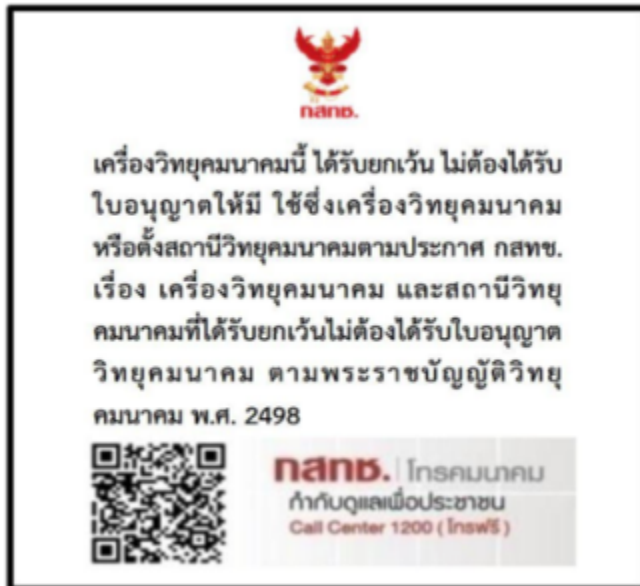 กสทช.
เครื่องวิทยุคมนาคมนี้ ได้รับยกเว้น ไม่ต้องได้รับ
ใบอนุญาตให้มี ใช้ซึ่งเครื่องวิทยุคมนาคม
หรือตั้งสถานีวิทยุคมนาคมตามประกาศ กสทช.
เรื่อง เครื่องวิทยุคมนาคม และสถานีวิทยุ
คมนาคมที่ได้รับยกเว้นไม่ต้องได้รับใบอนุญาต
วิทยุคมนาคม ตามพระราชบัญญัติวิทยุ
คมนาคม พ.ศ. 2498
กสทช. | โทรคมนาคม
กำกับดูแลเพื่อประชาชน
Call Center 1200 ( โทรฟรี )